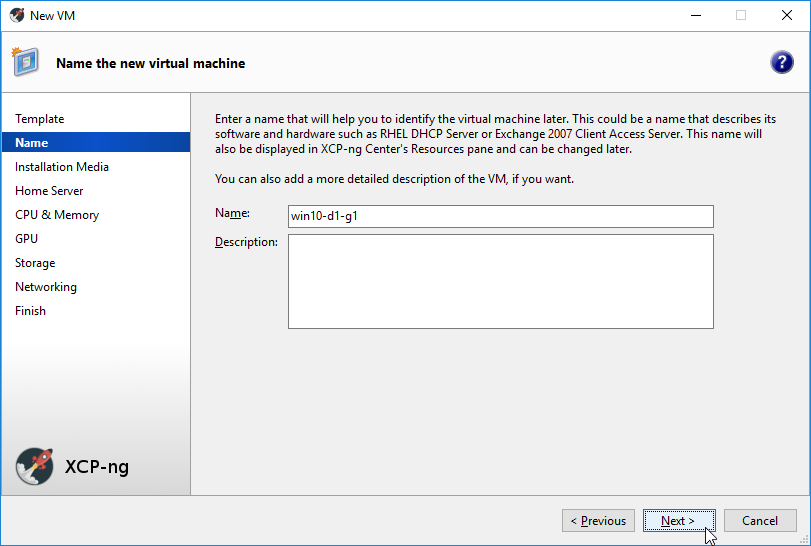 New VM
Name the new virtual machine
?
Template
Name
Installation Media
Home Server
CPU & Memory
GPU
Storage
Networking
Finish
XCP-ng
Enter a name that will help you to identify the virtual machine later. This could be a name that describes its
software and hardware such as RHEL DHCP Server or Exchange 2007 Client Access Server. This name will
also be displayed in XCP-ng Center's Resources pane and can be changed later.
You can also add a more detailed description of the VM, if you want.
Name: win10-d1-g1
Description:
< Previous Next > Cancel